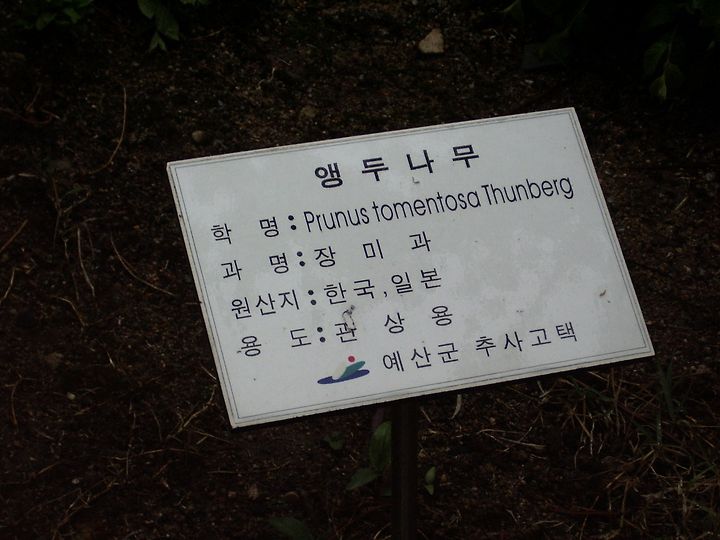 앵두나무
학 명 : Prunus tomentosa Thunberg
과 명 : 장 미 과
원산지 : 한국, 일본
용 도 : 관 상 용
예산군 추사고택